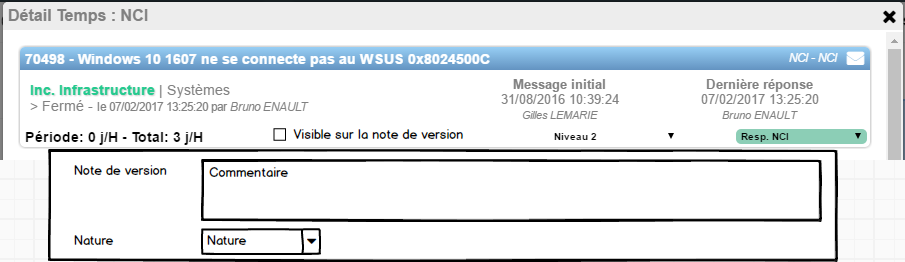 Détail Temps : NCI
70498 - Windows 10 1607 ne se connecte pas au WSUS 0x8024500C NCI - NCI
Inc. Infrastructure | Systèmes
> Fermé - le 07/02/2017 13:25:20 par Bruno ENAULT
Message initial
31/08/2016 10:39:24
Gilles LEMARIE
Dernière réponse
07/02/2017 13:25:20
Bruno ENAULT
Période: 0 j/H - Total: 3 j/H Visible sur la note de version Niveau 2 Resp. NCI
Note de version Commentaire
Nature Nature